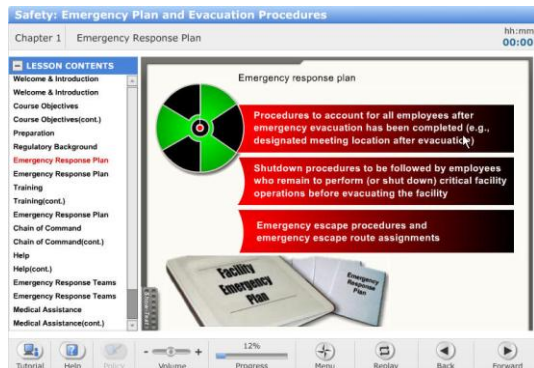 Safety: Emergency Plan and Evacuation Procedures
Chapter 1 Emergency Response Plan
hh:mm
00:00
LESSON CONTENTS
Welcome & Introduction
Welcome & Introduction
Course Objectives
Course Objectives(cont.)
Preparation
Regulatory Background
Emergency Response Plan
Emergency Response Plan
Training
Training(cont.)
Emergency Response Plan
Chain of Command
Chain of Command(cont.)
Help
Help(cont.)
Emergency Response Teams
Emergency Response Teams
Medical Assistance
Medical Assistance(cont.)
Emergency response plan
Procedures to account for all employees after
emergency evacuation has been completed (e.g.,
designated meeting location after evacuation)
Shutdown procedures to be followed by employees
who remain to perform (or shut down) critical facility
operations before evacuating the facility
Emergency escape procedures and
emergency escape route assignments
Facility
Emergency
Plan
Emergency
Response
Plan
12%
Tutorial Help Policy Volume Progress Menu Replay Back Forward